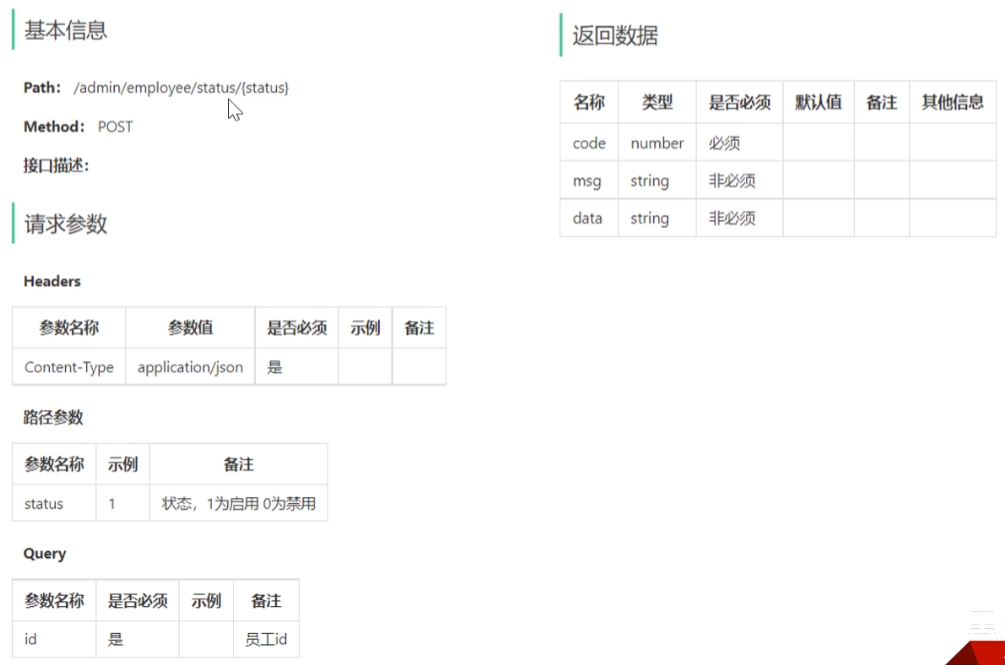 基本信息
Path： /admin/employee/status/{status}
Method： POST
接口描述：
请求参数
Headers
参数名称 参数值 是否必须 示例 备注
Content-Type application/json 是
路径参数
参数名称 示例 备注
status 1 状态，1为启用 0为禁用
Query
参数名称 是否必须 示例 备注
id 是 员工id
返回数据
名称 类型 是否必须 默认值 备注 其他信息
code number 必须
msg string 非必须
data string 非必须